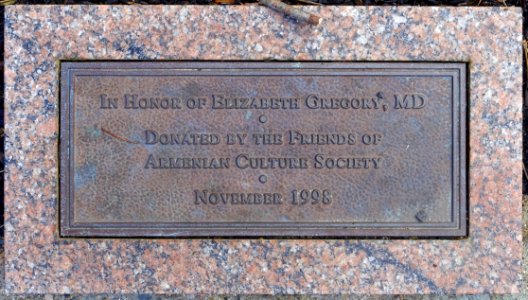 In Honor of Elizabeth Gregory, MD
•
Donated by the Friends of
Armenian Culture Society
•
November 1998